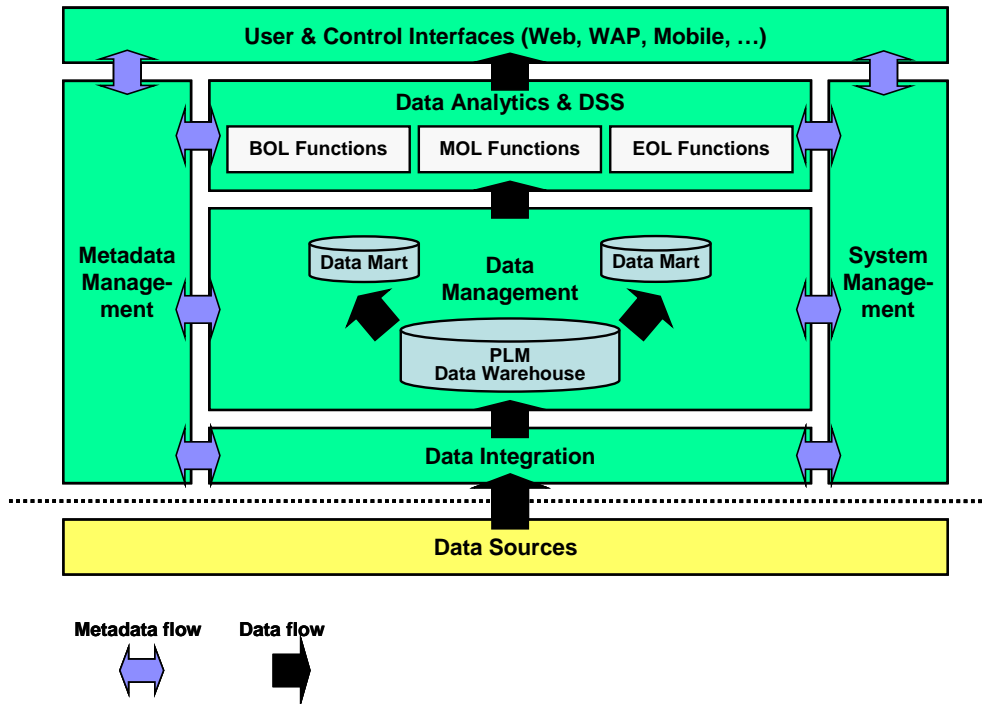 User & Control Interfaces (Web, WAP, Mobile, …)
Data Analytics & DSS
BOL Functions
MOL Functions
EOL Functions
Metadata
Manage-
ment
Data Mart
Data
Management
Data Mart
System
Manage-
ment
PLM
Data Warehouse
Data Integration
Data Sources
Metadata flow
Data flow